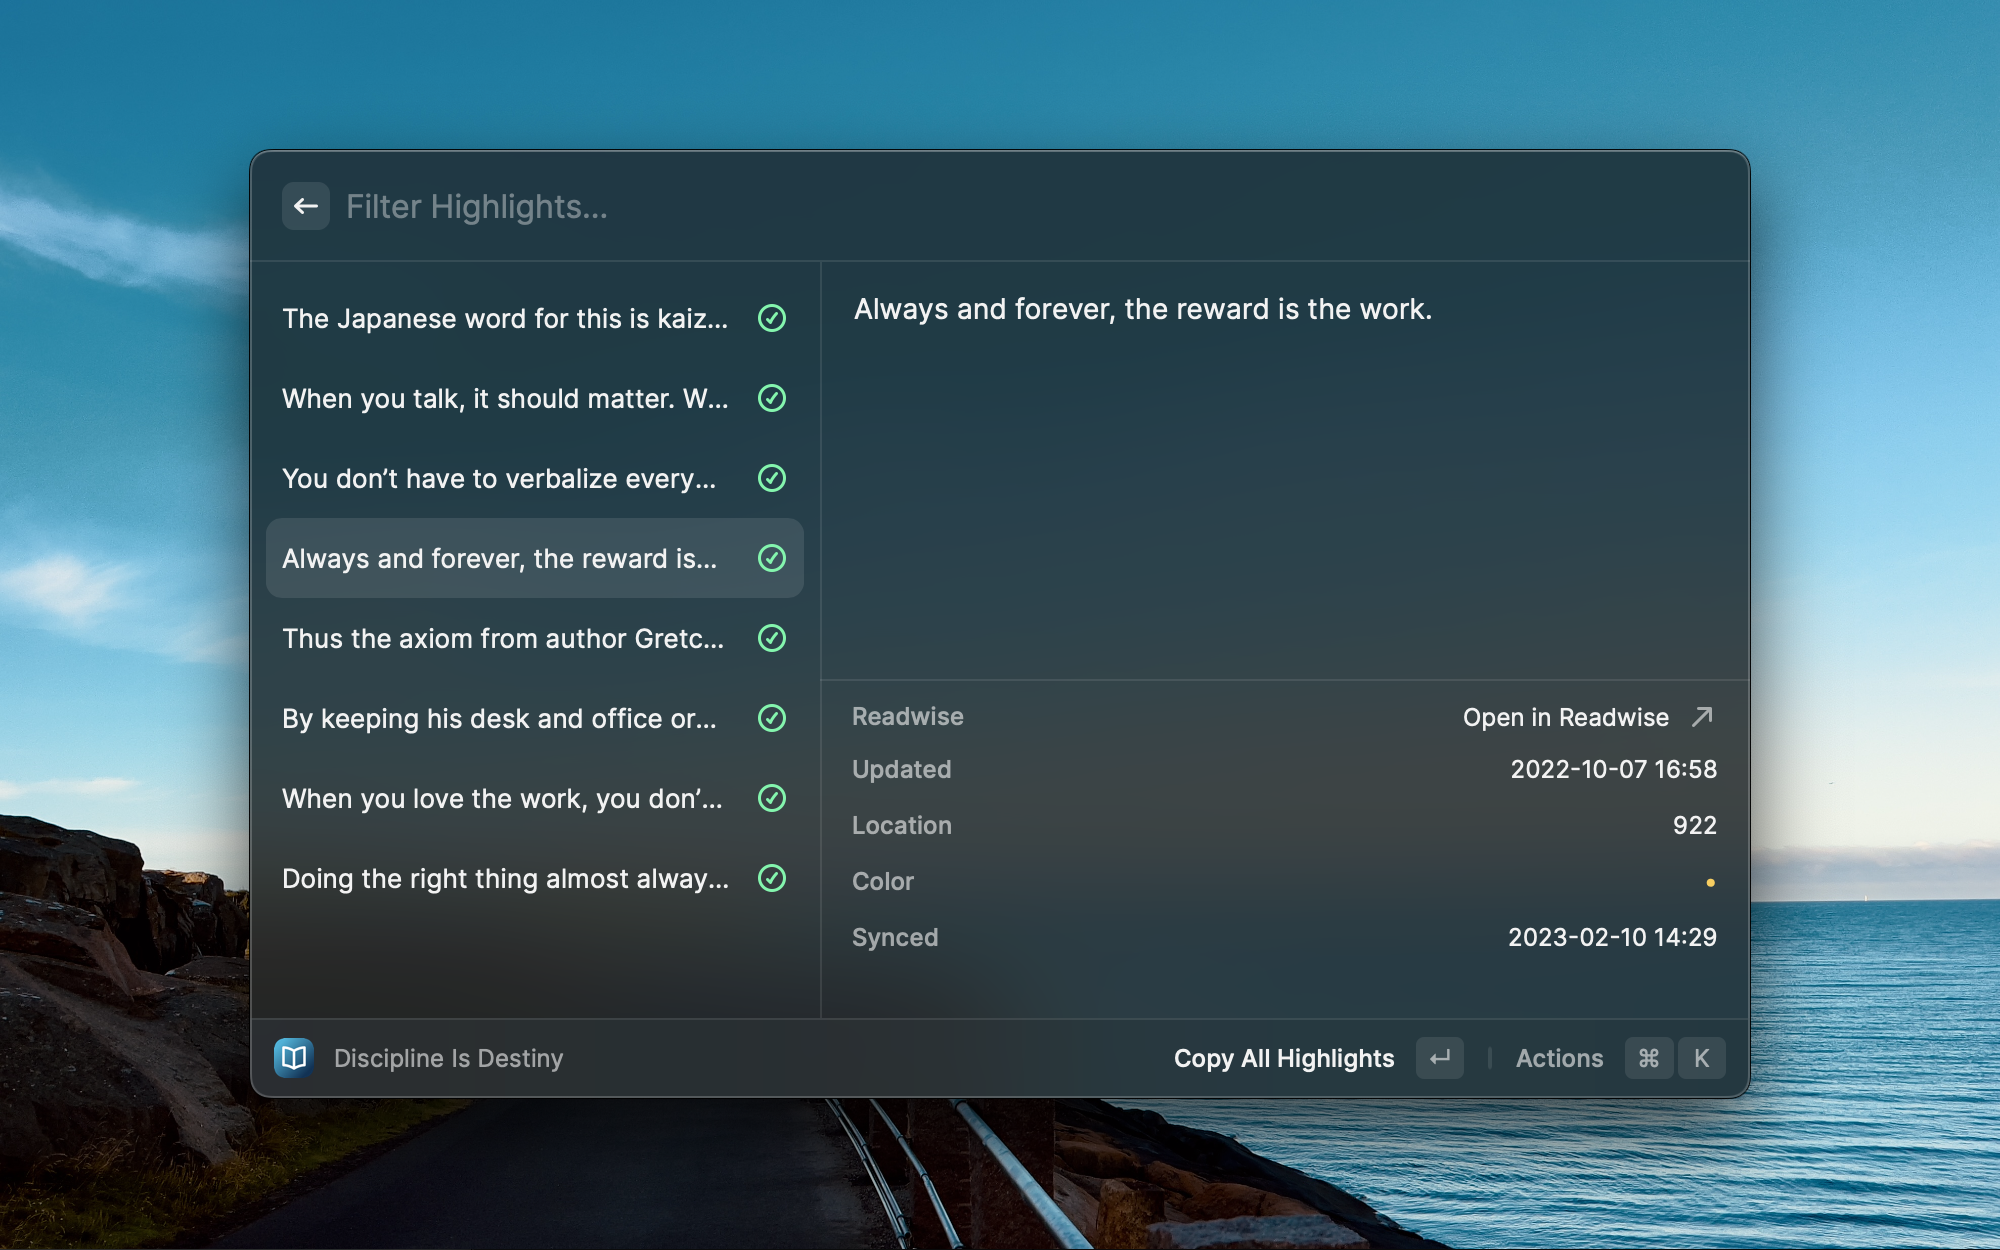 Filter Highlights...
The Japanese word for this is kaiz...
When you talk, it should matter. W...
You don’t have to verbalize every...
Always and forever, the reward is...
Thus the axiom from author Gretc...
By keeping his desk and office or...
When you love the work, you don’...
Doing the right thing almost alway...
Always and forever, the reward is the work.
Readwise Open in Readwise
Updated 2022-10-07 16:58
Location 922
Color
Synced 2023-02-10 14:29
Discipline Is Destiny
Copy All Highlights ↵ Actions ⌘ K